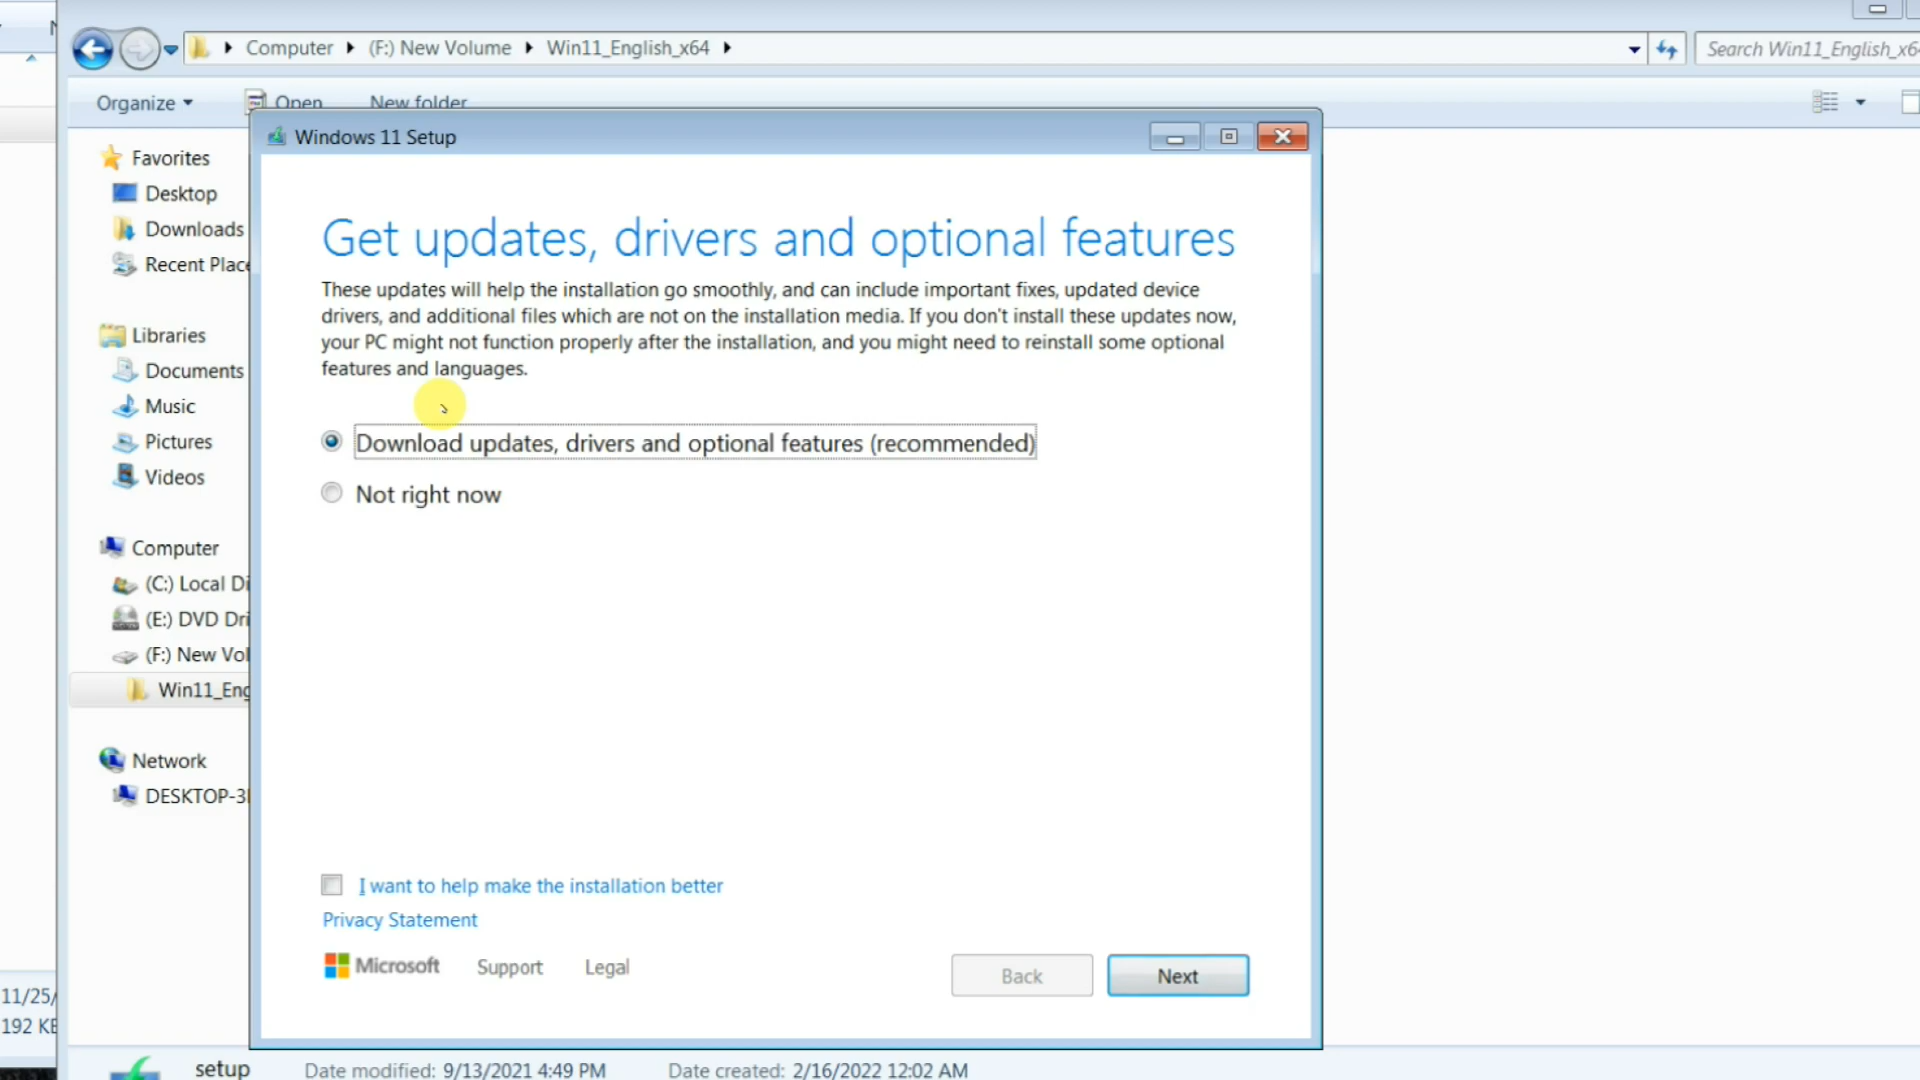 Computer (F:) New Volume Win11_English_x64
Search Win11_English_x6
Organize
Open
New folder
Windows 11 Setup
Favorites
Desktop
Downloads
Recent Place
Libraries
Documents
Music
Pictures
Videos
Computer
(C:) Local Di
(E:) DVD Dri
(F:) New Vol
Win11_Eng
Network
DESKTOP-3
Get updates, drivers and optional features
These updates will help the installation go smoothly, and can include important fixes, updated device
drivers, and additional files which are not on the installation media. If you don't install these updates now,
your PC might not function properly after the installation, and you might need to reinstall some optional
features and languages.
Download updates, drivers and optional features (recommended)
Not right now
I want to help make the installation better
Privacy Statement
Microsoft Support Legal
Back
Next
11/25/
192 KB
setup Date modified: 9/13/2021 4:49 PM Date created: 2/16/2022 12:02 AM